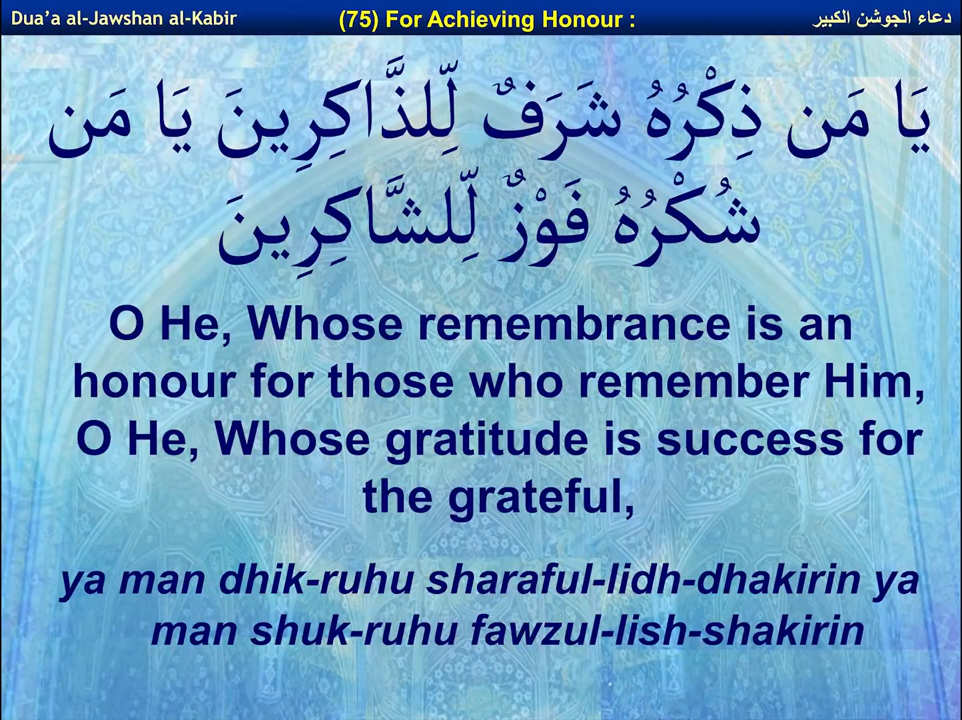 Dua’a al-Jawshan al-Kabir (75) For Achieving Honour : دعاء الجوشن الكبير
يَا مَن ذِكْرُهُ شَرَفٌ لِّلذَّاكِرِينَ يَا مَن
شُكْرُهُ فَوْزٌ لِّلشَّاكِرِينَ
O He, Whose remembrance is an
honour for those who remember Him,
O He, Whose gratitude is success for
the grateful,
ya man dhik-ruhu sharaful-lidh-dhakirin ya
man shuk-ruhu fawzul-lish-shakirin